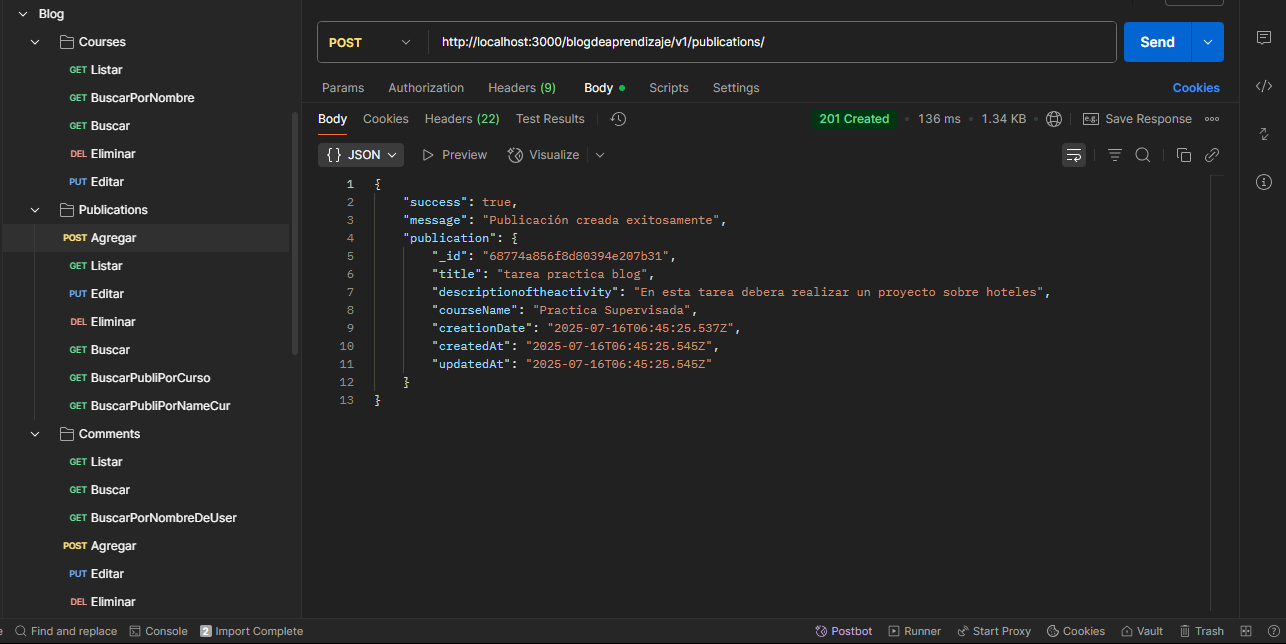 Blog
Courses
GET Listar
GET BuscarPorNombre
GET Buscar
DEL Eliminar
PUT Editar
Publications
POST Agregar
GET Listar
PUT Editar
DEL Eliminar
GET Buscar
GET BuscarPubliPorCurso
GET BuscarPubliPorNameCur
Comments
GET Listar
GET Buscar
GET BuscarPorNombreDeUser
POST Agregar
PUT Editar
DEL Eliminar
POST http://localhost:3000/blogdeaprendizaje/v1/publications/ Send
Params Authorization Headers (9) Body Scripts Settings Cookies
Body Cookies Headers (22) Test Results 201 Created 136 ms 1.34 KB e.g. Save Response
{} JSON Preview Visualize
1 {
2 "success": true,
3 "message": "Publicación creada exitosamente",
4 "publication": {
5 "_id": "68774a856f8d80394e207b31",
6 "title": "tarea practica blog",
7 "descriptionoftheactivity": "En esta tarea debera realizar un proyecto sobre hoteles",
8 "courseName": "Practica Supervisada",
9 "creationDate": "2025-07-16T06:45:25.537Z",
10 "createdAt": "2025-07-16T06:45:25.545Z",
11 "updatedAt": "2025-07-16T06:45:25.545Z"
12 }
13 }
Find and replace Console 2 Import Complete Postbot Runner Start Proxy Cookies Vault Trash